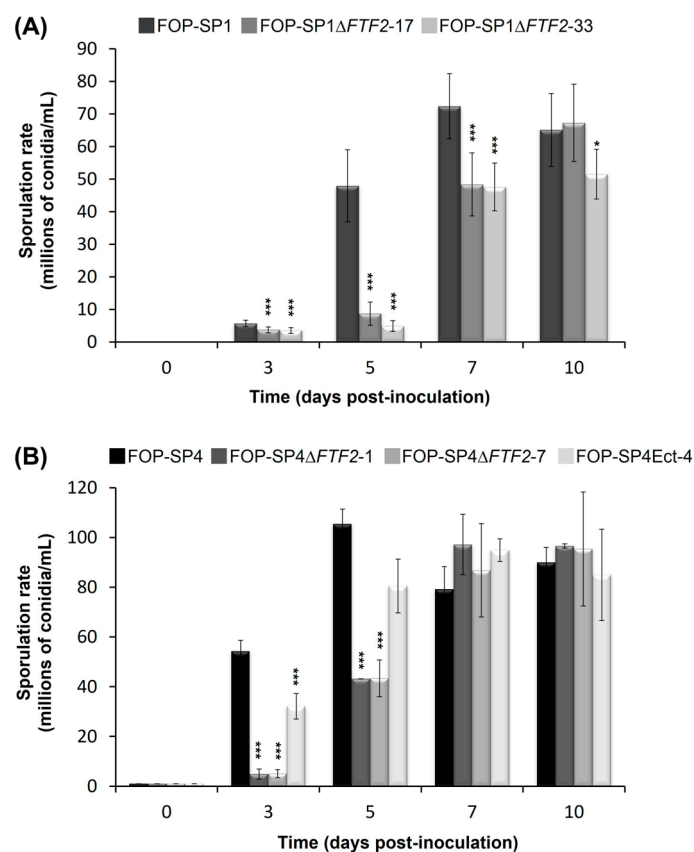 (A)
FOP-SP1 FOP-SP1ΔFTF2-17 FOP-SP1ΔFTF2-33
Sporulation rate
(millions of conidia/mL)
80
70
60
50
40
30
20
10
0
*** ***
*** ***
*** ***
*
0 3 5 7 10
Time (days post-inoculation)
(B)
FOP-SP4 FOP-SP4ΔFTF2-1 FOP-SP4ΔFTF2-7 FOP-SP4Ect-4
Sporulation rate
(millions of conidia/mL)
120
100
80
60
40
20
0
*** *** ***
*** ***
0 3 5 7 10
Time (days post-inoculation)